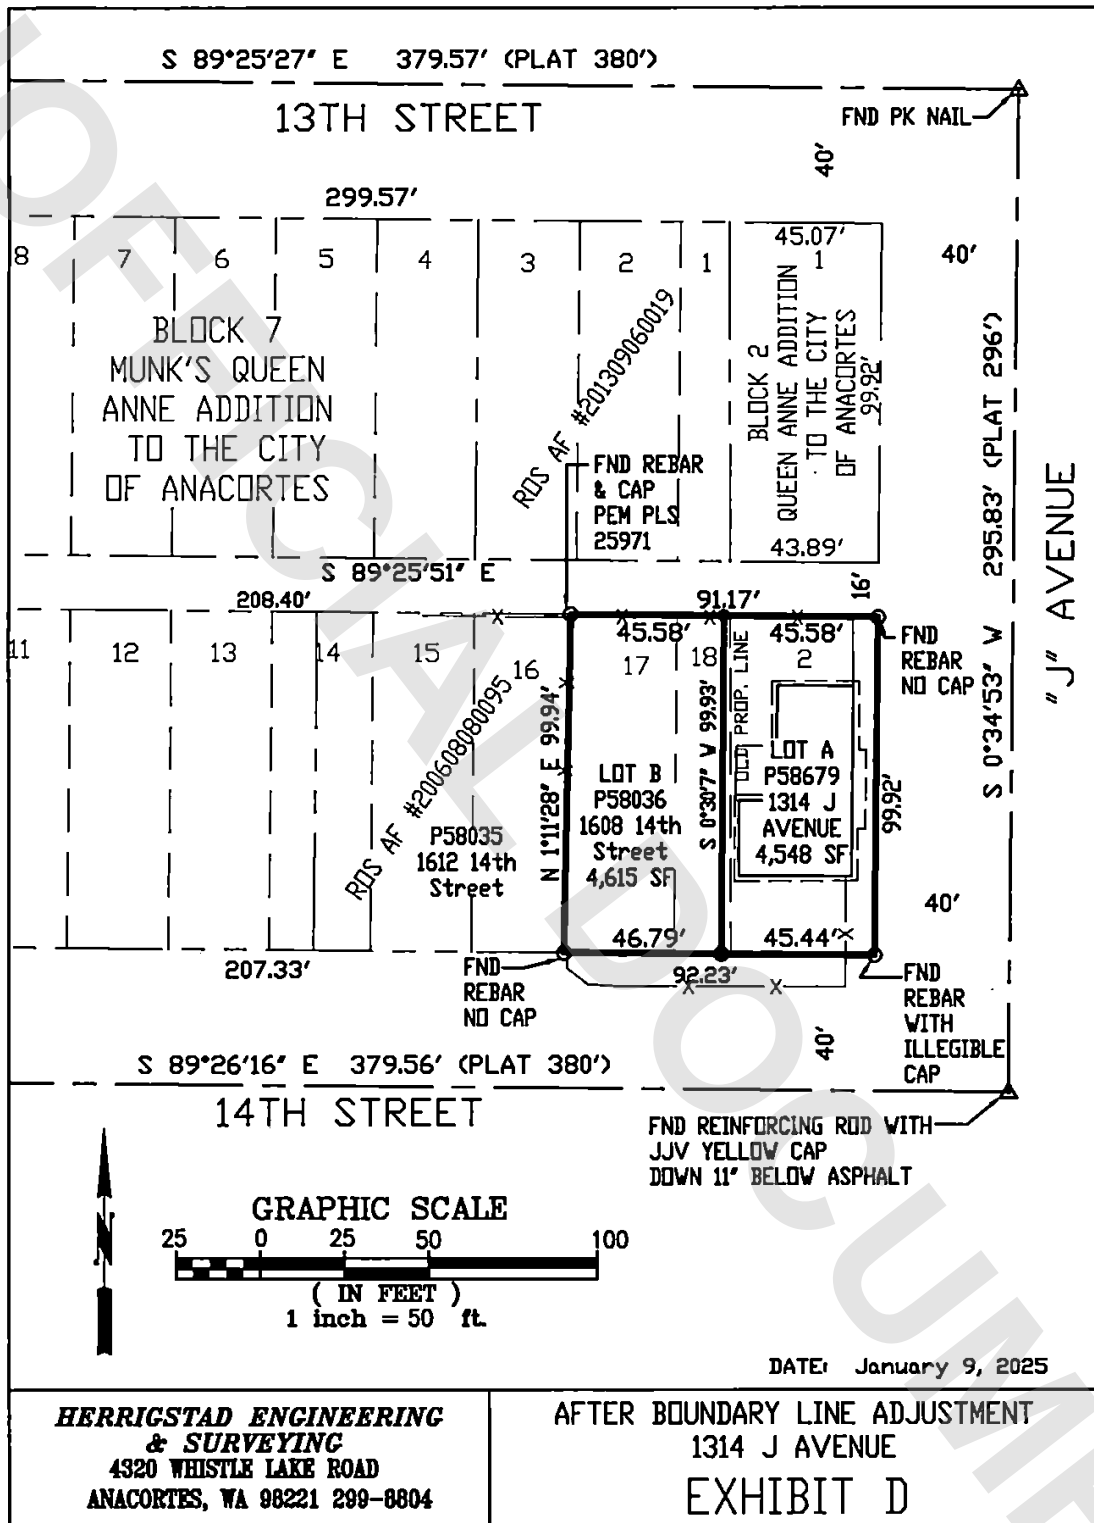 S 89°25'27" E 379.57' (PLAT 380')
13TH STREET
FND PK NAIL
40'
299.57'
8 7 6 5 4 3 2 1
45.07'
1
40'
BLOCK 7
MUNK'S QUEEN
ANNE ADDITION
TO THE CITY
OF ANACORTES
ROS AF #201309060019
BLOCK 2
QUEEN ANNE ADDITION
TO THE CITY
OF ANACORTES
99.92'
S 0°34'53" W 295.83' (PLAT 296')
"J" AVENUE
FND REBAR
& CAP
PEM PLS
25971
43.89'
S 89°25'51" E
16'
208.40'
91.17'
45.58'
45.58'
FND
REBAR
NO CAP
11 12 13 14 15 16 17 18 2
OLD PROP. LINE
N 1°11'28" E 99.94'
S 0°30'7" W 99.93'
ROS AF #200608080095
LOT B
P58036
1608 14th
Street
4,615 SF
LOT A
P58679
1314 J
AVENUE
4,548 SF
99.92'
P58035
1612 14th
Street
40'
46.79'
45.44'
207.33'
92.23'
FND
REBAR
NO CAP
FND
REBAR
WITH
ILLEGIBLE
CAP
40'
S 89°26'16" E 379.56' (PLAT 380')
14TH STREET
FND REINFORCING ROD WITH
JJV YELLOW CAP
DOWN 11" BELOW ASPHALT
N
GRAPHIC SCALE
25 0 25 50 100
( IN FEET )
1 inch = 50 ft.
DATE: January 9, 2025
HERRIGSTAD ENGINEERING
& SURVEYING
4320 WHISTLE LAKE ROAD
ANACORTES, WA 98221 299-8804
AFTER BOUNDARY LINE ADJUSTMENT
1314 J AVENUE
EXHIBIT D
OFFICIAL DOCUME